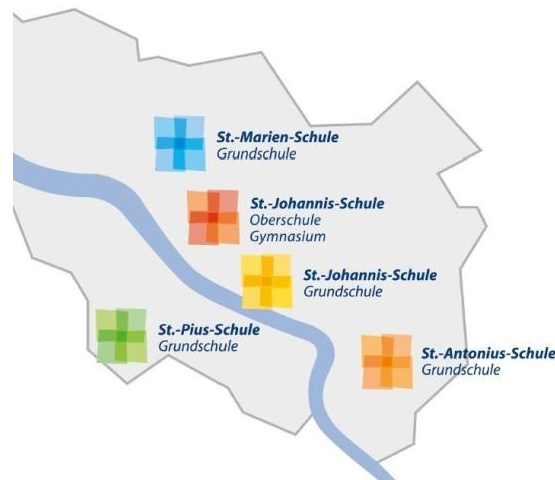 St.-Marien-Schule
Grundschule
St.-Johannis-Schule
Oberschule
Gymnasium
St.-Johannis-Schule
Grundschule
St.-Pius-Schule
Grundschule
St.-Antonius-Schule
Grundschule